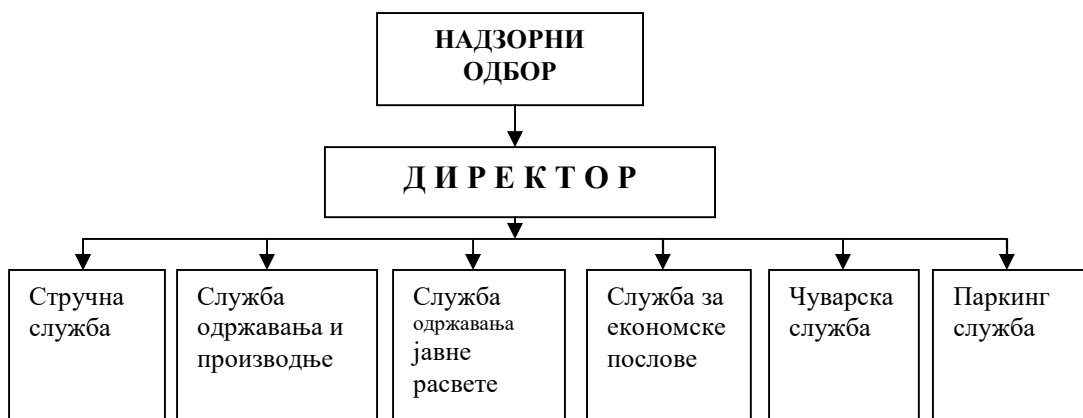 НАДЗОРНИ
ОДБОР
Д И Р Е К Т О Р
Стручна
служба
Служба
одржавања и
производње
Служба
одржавања
јавне
расвете
Служба за
економске
послове
Чуварска
служба
Паркинг
служба